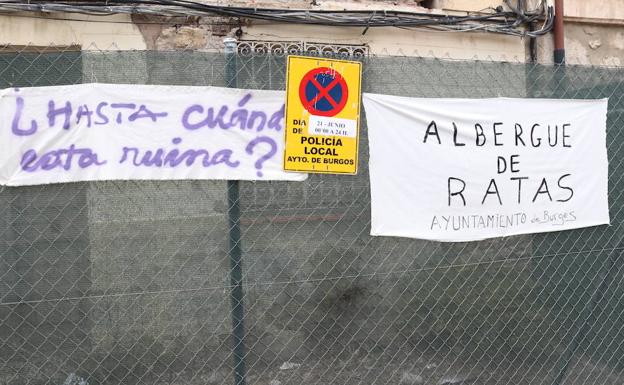 ¿HASTA cuándo
esta ruina?
DÍA 21 - JUNIO
DE 00´00 A 24 H.
POLICÍA
LOCAL
AYTO. DE BURGOS
ALBERGUE
DE
RATAS
AYUNTAMIENTO de Burgos